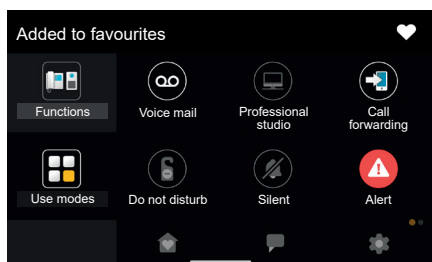 Added to favourites
Functions
Voice mail
Professional
studio
Call
forwarding
Use modes
Do not disturb
Silent
Alert